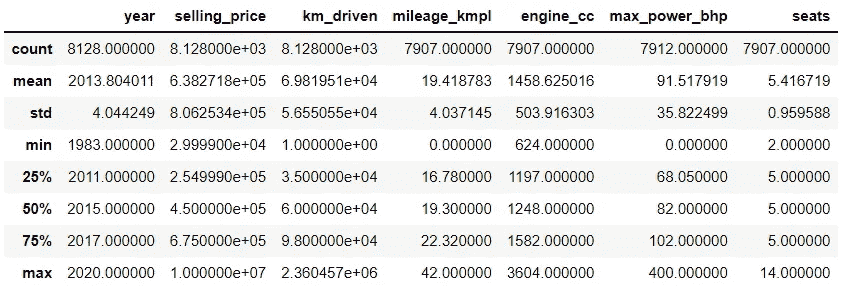 year selling_price km_driven mileage_kmpl engine_cc max_power_bhp seats
count 8128.000000 8.128000e+03 8.128000e+03 7907.000000 7907.000000 7912.000000 7907.000000
mean 2013.804011 6.382718e+05 6.981951e+04 19.418783 1458.625016 91.517919 5.416719
std 4.044249 8.062534e+05 5.655055e+04 4.037145 503.916303 35.822499 0.959588
min 1983.000000 2.999900e+04 1.000000e+00 0.000000 624.000000 0.000000 2.000000
25% 2011.000000 2.549990e+05 3.500000e+04 16.780000 1197.000000 68.050000 5.000000
50% 2015.000000 4.500000e+05 6.000000e+04 19.300000 1248.000000 82.000000 5.000000
75% 2017.000000 6.750000e+05 9.800000e+04 22.320000 1582.000000 102.000000 5.000000
max 2020.000000 1.000000e+07 2.360457e+06 42.000000 3604.000000 400.000000 14.000000